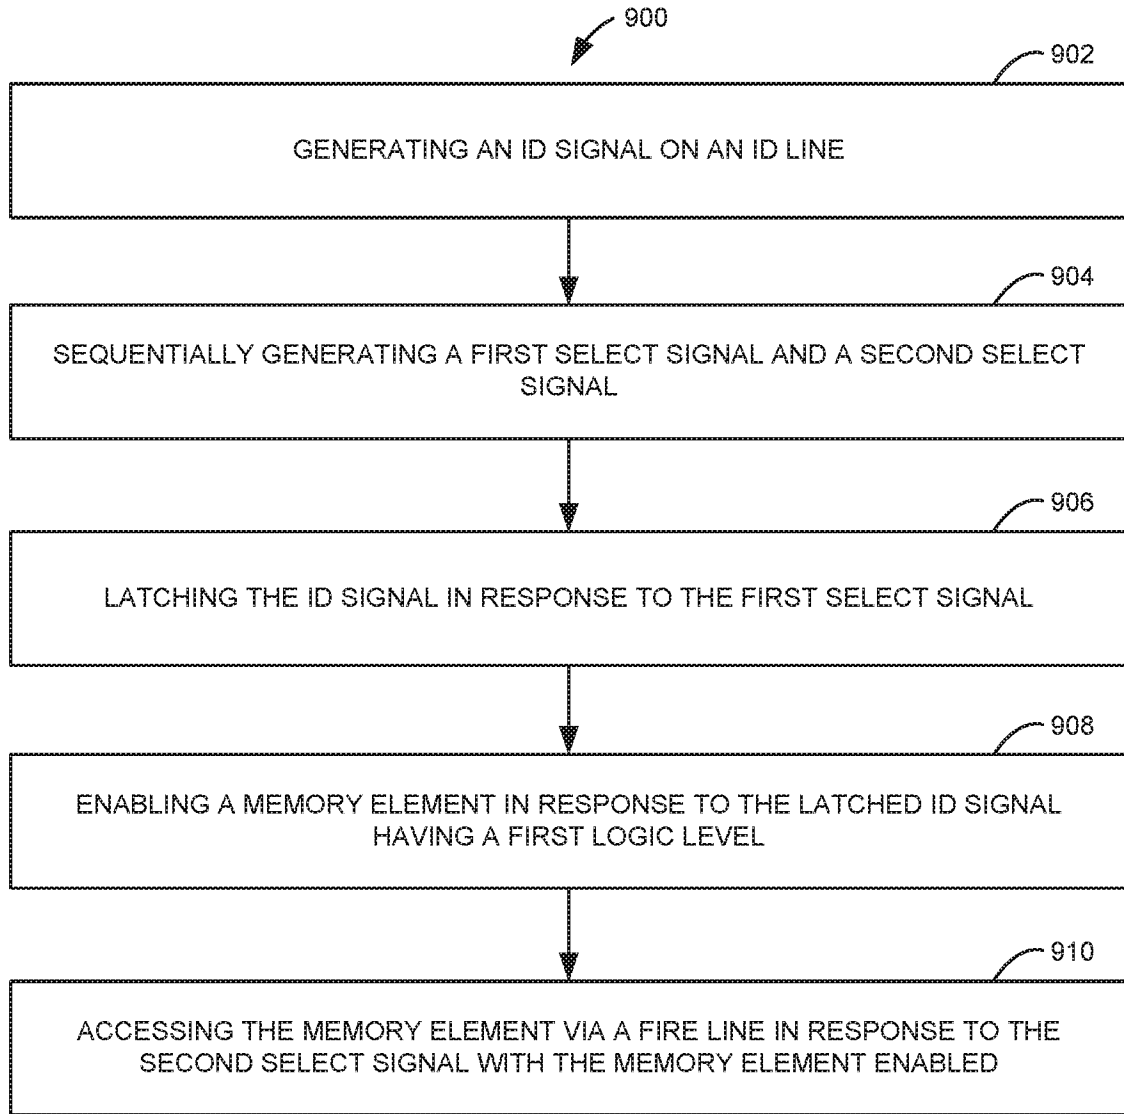 900
902
GENERATING AN ID SIGNAL ON AN ID LINE
904
SEQUENTIALLY GENERATING A FIRST SELECT SIGNAL AND A SECOND SELECT
SIGNAL
906
LATCHING THE ID SIGNAL IN RESPONSE TO THE FIRST SELECT SIGNAL
908
ENABLING A MEMORY ELEMENT IN RESPONSE TO THE LATCHED ID SIGNAL
HAVING A FIRST LOGIC LEVEL
910
ACCESSING THE MEMORY ELEMENT VIA A FIRE LINE IN RESPONSE TO THE
SECOND SELECT SIGNAL WITH THE MEMORY ELEMENT ENABLED